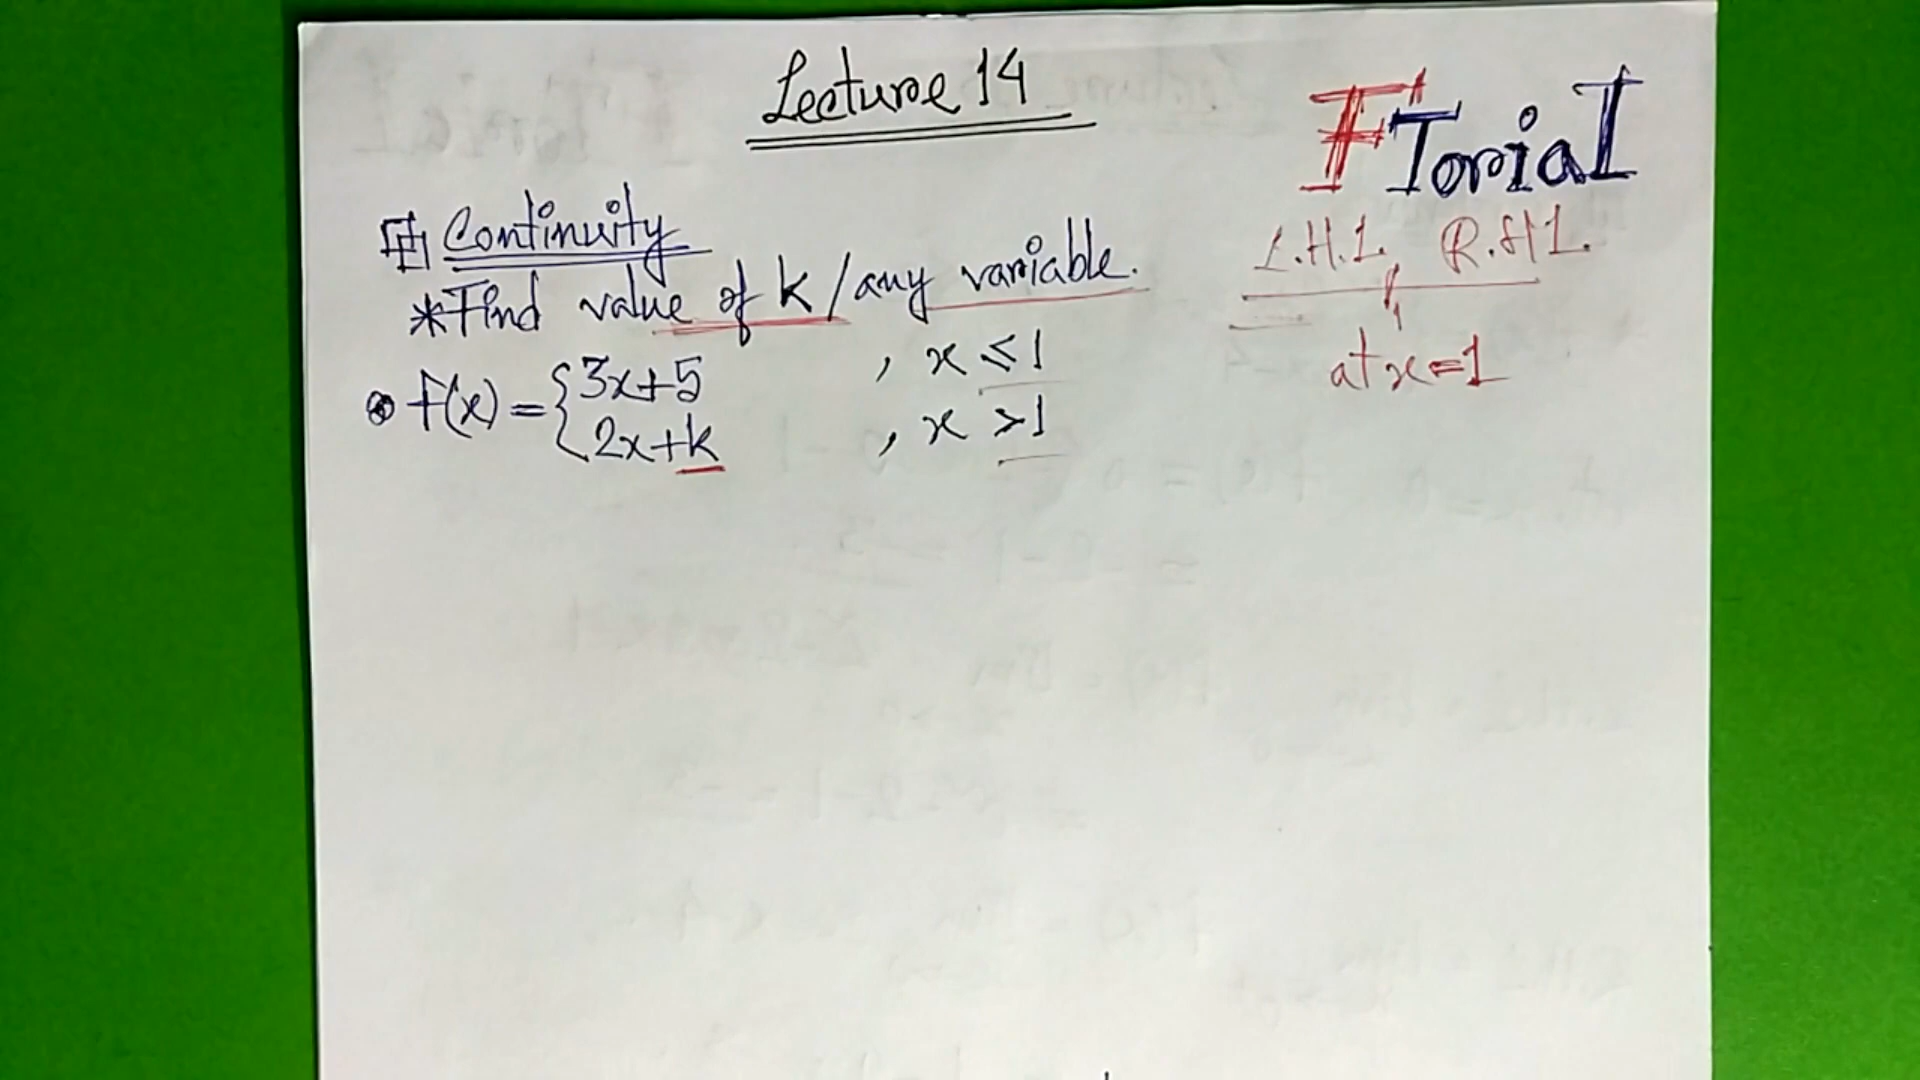 Lecture 14
FTorial
Continuity
*Find value of k / any variable.
L.H.L, R.H.L.
at x=1
f(x) = { 3x+5 , x ≤ 1
2x+k , x > 1